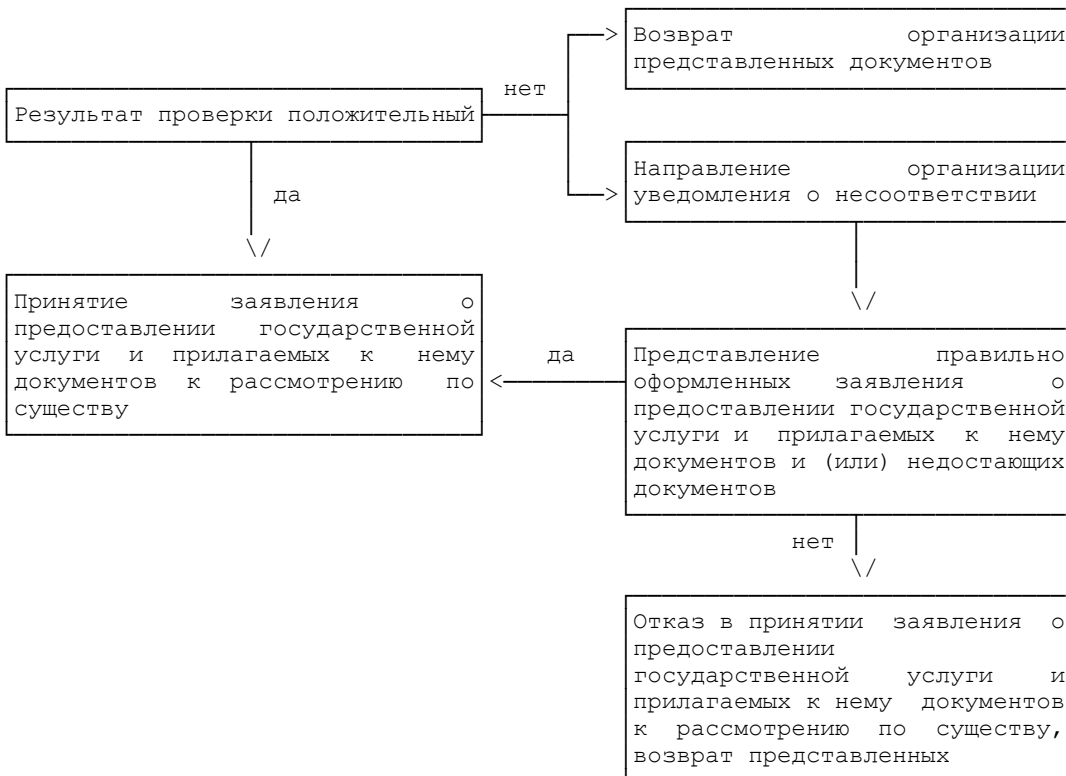 Возврат организации
представленных документов
нет
Результат проверки положительный
Направление организации
уведомления о несоответствии
да
Принятие заявления о
предоставлении государственной
услуги и прилагаемых к нему
документов к рассмотрению по
существу
да
Представление правильно
оформленных заявления о
предоставлении государственной
услуги и прилагаемых к нему
документов и (или) недостающих
документов
нет
Отказ в принятии заявления о
предоставлении
государственной услуги и
прилагаемых к нему документов
к рассмотрению по существу,
возврат представленных